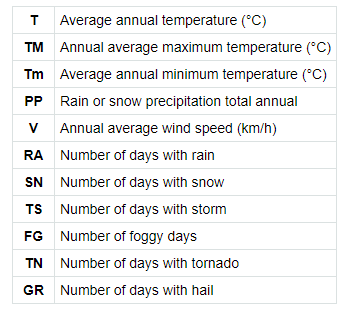 T Average annual temperature (°C)
TM Annual average maximum temperature (°C)
Tm Average annual minimum temperature (°C)
PP Rain or snow precipitation total annual
V Annual average wind speed (km/h)
RA Number of days with rain
SN Number of days with snow
TS Number of days with storm
FG Number of foggy days
TN Number of days with tornado
GR Number of days with hail